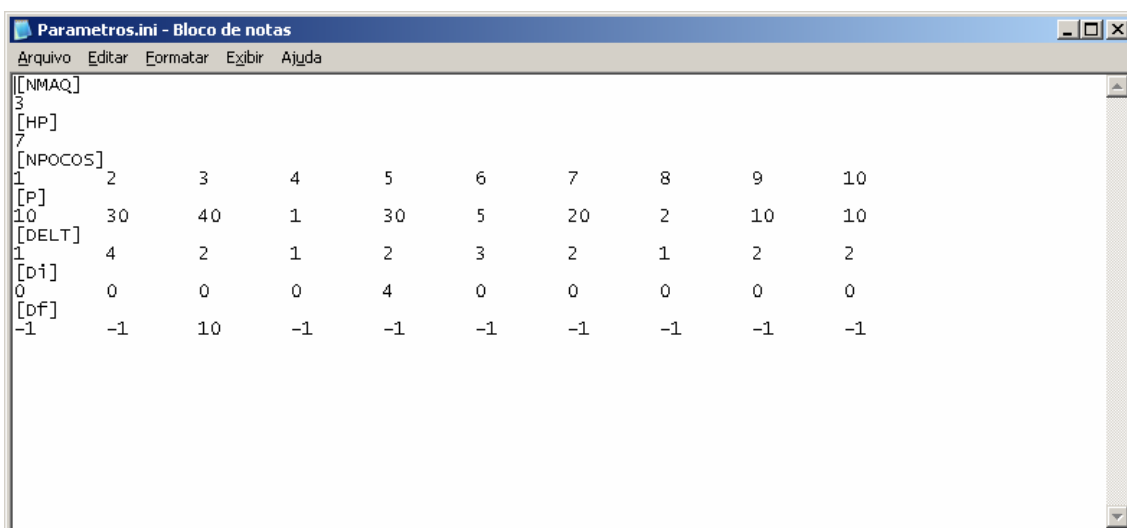 Parametros.ini - Bloco de notas
Arquivo Editar Formatar Exibir Ajuda
[NMAQ]
3
[HP]
7
[NPOCOS]
1 2 3 4 5 6 7 8 9 10
[P]
10 30 40 1 30 5 20 2 10 10
[DELT]
1 4 2 1 2 3 2 1 2 2
[Di]
0 0 0 0 4 0 0 0 0 0
[Df]
-1 -1 10 -1 -1 -1 -1 -1 -1 -1